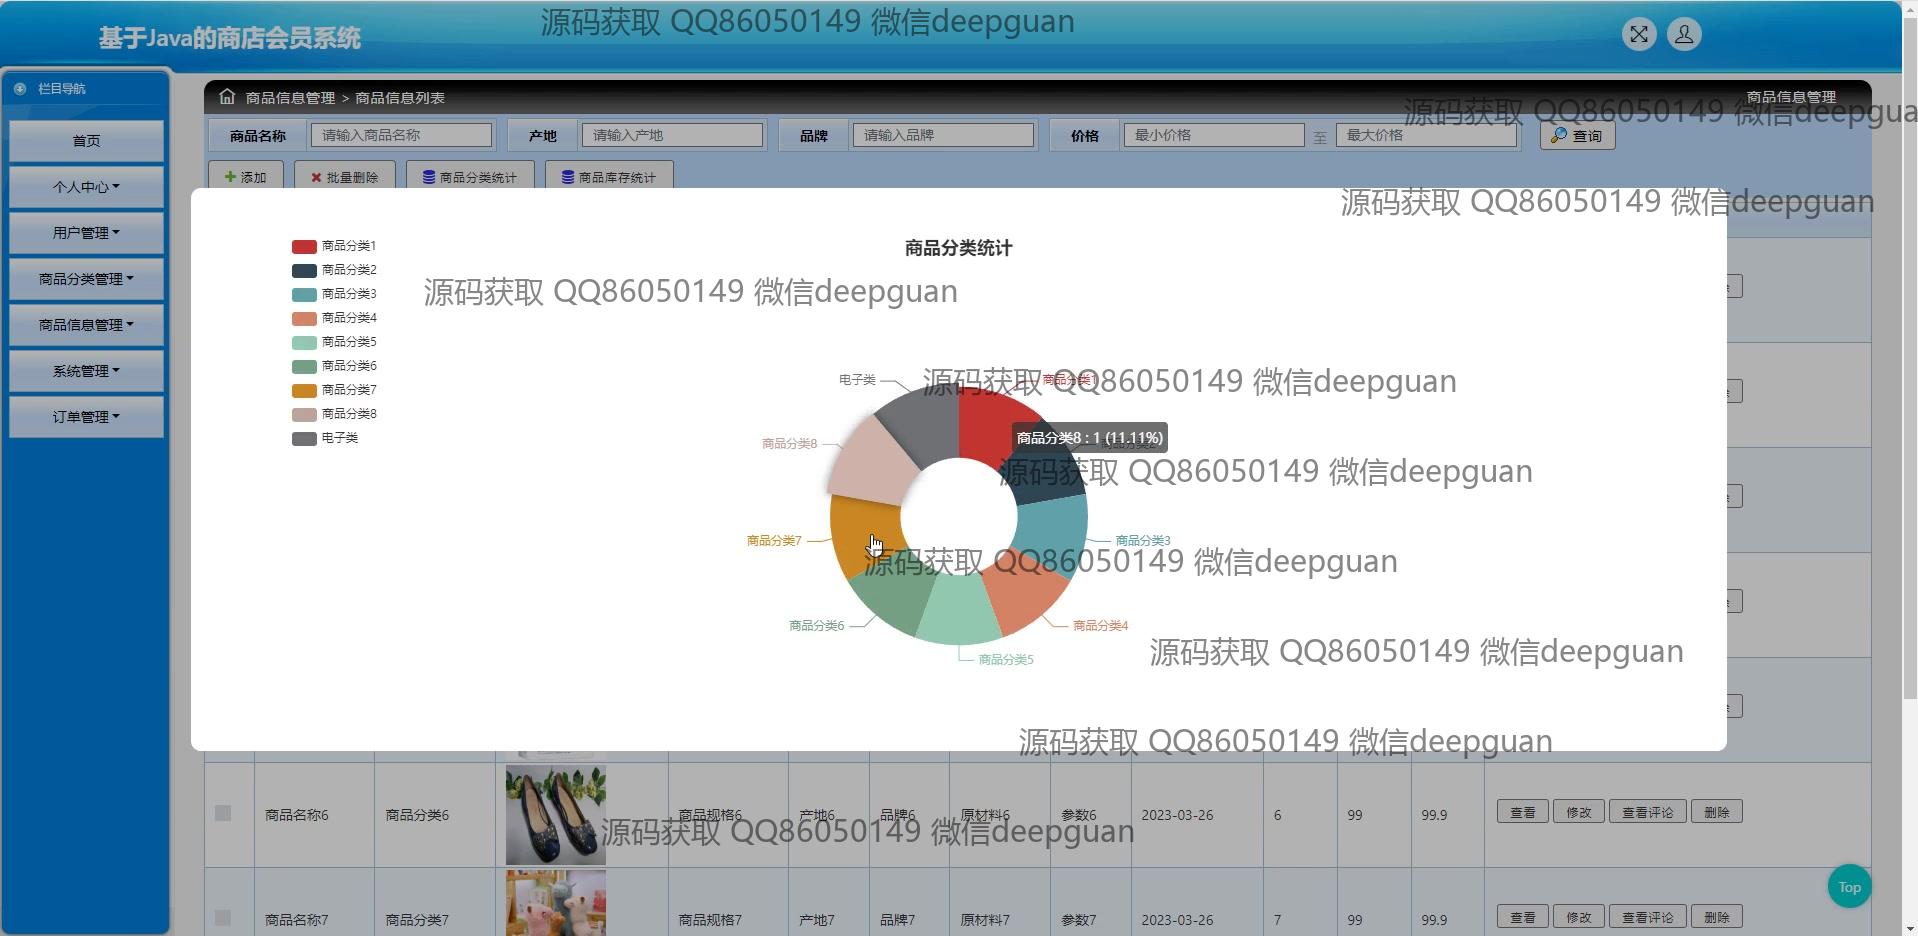 源码获取 QQ86050149 微信deepguan
基于Java的商店会员系统
栏目导航
首页
个人中心
用户管理
商品分类管理
商品信息管理
系统管理
订单管理
商品信息管理 > 商品信息列表
商品信息管理
源码获取 QQ86050149 微信deepgua
商品名称 请输入商品名称 产地 请输入产地 品牌 请输入品牌 价格 最小价格 至 最大价格 查询
添加 批量删除 商品分类统计 商品库存统计
源码获取 QQ86050149 微信deepguan
商品分类统计
商品分类1
商品分类2
商品分类3
商品分类4
商品分类5
商品分类6
商品分类7
商品分类8
电子类
源码获取 QQ86050149 微信deepguan
电子类
商品分类1
源码获取 QQ86050149 微信deepguan
商品分类8
商品分类8 : 1 (11.11%)
源码获取 QQ86050149 微信deepguan
商品分类7
商品分类3
源码获取 QQ86050149 微信deepguan
商品分类6
商品分类4
商品分类5
源码获取 QQ86050149 微信deepguan
源码获取 QQ86050149 微信deepguan
商品名称6 商品分类6 商品规格6 产地6 品牌6 原材料6 参数6 2023-03-26 6 99 99.9 查看 修改 查看评论 删除
源码获取 QQ86050149 微信deepguan
商品名称7 商品分类7 商品规格7 产地7 品牌7 原材料7 参数7 2023-03-26 7 99 99.9 查看 修改 查看评论 删除
Top